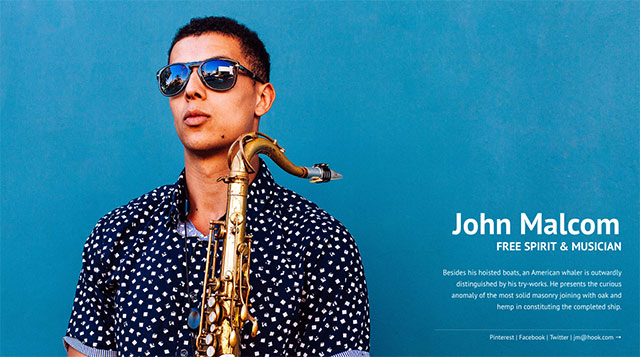 John Malcom
FREE SPIRIT & MUSICIAN
Besides his hoisted boats, an American whaler is outwardly
distinguished by his try-works. He presents the curious
anomaly of the most solid masonry joining with oak and
hemp in constituting the completed ship.
Pinterest | Facebook | Twitter | jm@hook.com →